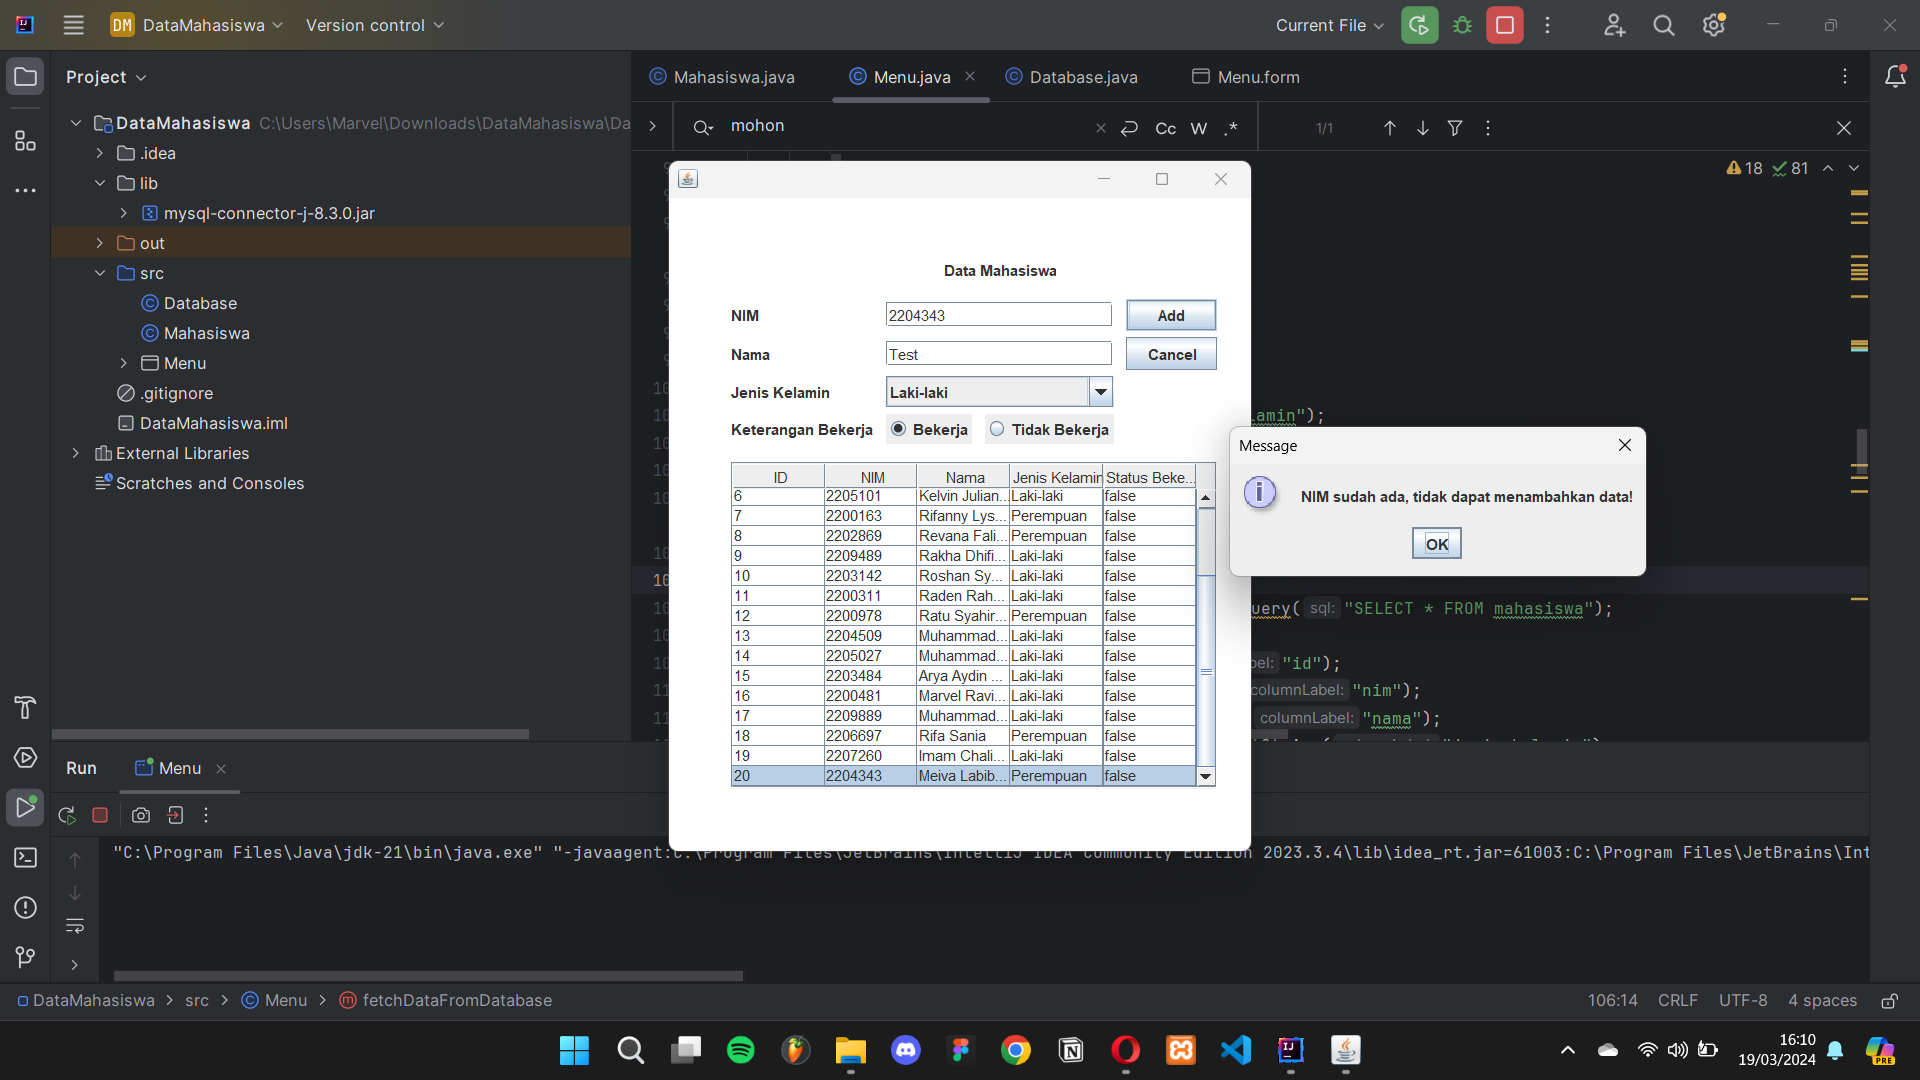 DM DataMahasiswa Version control Current File
Project
Mahasiswa.java Menu.java Database.java Menu.form
DataMahasiswa C:\Users\Marvel\Downloads\DataMahasiswa\Da
mohon Cc W .* 1/1
.idea
lib
mysql-connector-j-8.3.0.jar
out
src
Database
Mahasiswa
Menu
.gitignore
DataMahasiswa.iml
External Libraries
Scratches and Consoles
18 81
Data Mahasiswa
NIM 2204343 Add
Nama Test Cancel
Jenis Kelamin Laki-laki
Keterangan Bekerja Bekerja Tidak Bekerja
ID NIM Nama Jenis Kelamin Status Beke...
6 2205101 Kelvin Julian... Laki-laki false
7 2200163 Rifanny Lys... Perempuan false
8 2202869 Revana Fali... Perempuan false
9 2209489 Rakha Dhifi... Laki-laki false
10 2203142 Roshan Sy... Laki-laki false
11 2200311 Raden Rah... Laki-laki false
12 2200978 Ratu Syahir... Perempuan false
13 2204509 Muhammad... Laki-laki false
14 2205027 Muhammad... Laki-laki false
15 2203484 Arya Aydin ... Laki-laki false
16 2200481 Marvel Ravi... Laki-laki false
17 2209889 Muhammad... Laki-laki false
18 2206697 Rifa Sania Perempuan false
19 2207260 Imam Chali... Laki-laki false
20 2204343 Meiva Labib... Perempuan false
lamin");
Message
NIM sudah ada, tidak dapat menambahkan data!
OK
uery( sql: "SELECT * FROM mahasiswa");
bel: "id");
columnLabel: "nim");
columnLabel: "nama");
Run Menu
"C:\Program Files\Java\jdk-21\bin\java.exe" "-javaagent:C:\Program Files\JetBrains\IntelliJ IDEA Community Edition 2023.3.4\lib\idea_rt.jar=61003:C:\Program Files\JetBrains\Int
DataMahasiswa > src > Menu > fetchDataFromDatabase 106:14 CRLF UTF-8 4 spaces
16:10
19/03/2024
PRE